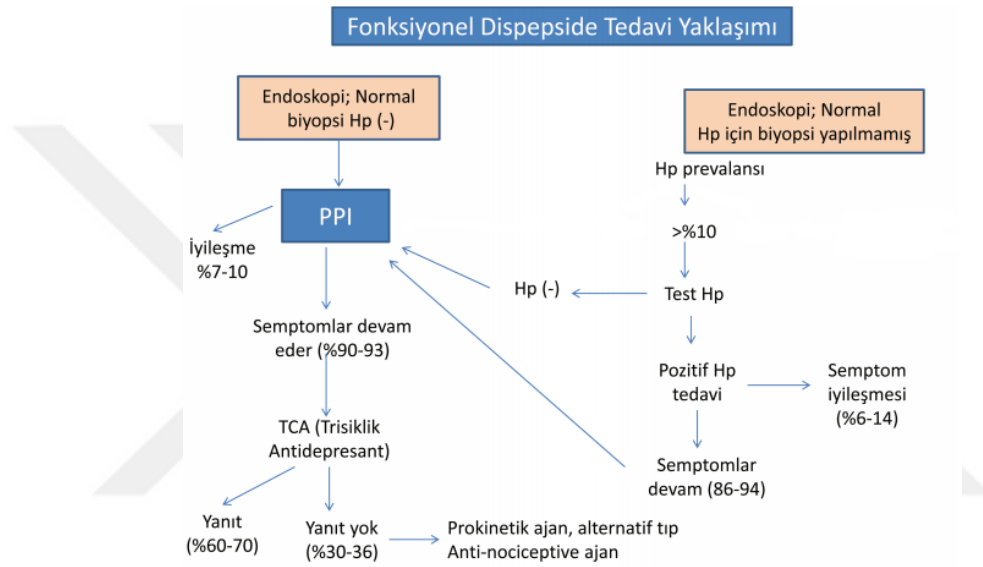 Fonksiyonel Dispepside Tedavi Yaklaşımı
Endoskopi; Normal
biyopsi Hp (-)
Endoskopi; Normal
Hp için biyopsi yapılmamış
Hp prevalansı
PPI
>%10
İyileşme
%7-10
Hp (-)
Test Hp
Semptomlar devam
eder (%90-93)
Pozitif Hp
tedavi
Semptom
iyileşmesi
(%6-14)
TCA (Trisiklik
Antidepresant)
Semptomlar
devam (86-94)
Yanıt
(%60-70)
Yanıt yok
(%30-36)
Prokinetik ajan, alternatif tıp
Anti-nociceptive ajan